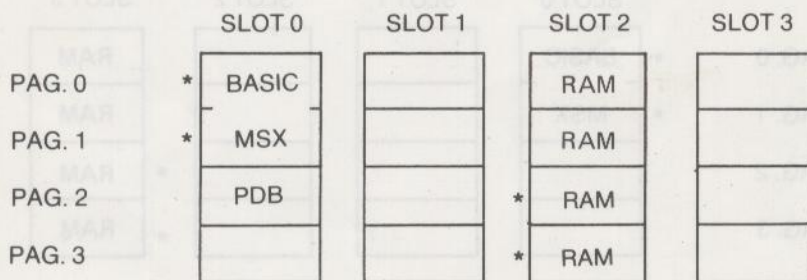 SLOT 0 SLOT 1 SLOT 2 SLOT 3
PAG. 0 * BASIC RAM
PAG. 1 * MSX RAM
PAG. 2 PDB * RAM
PAG. 3 * RAM